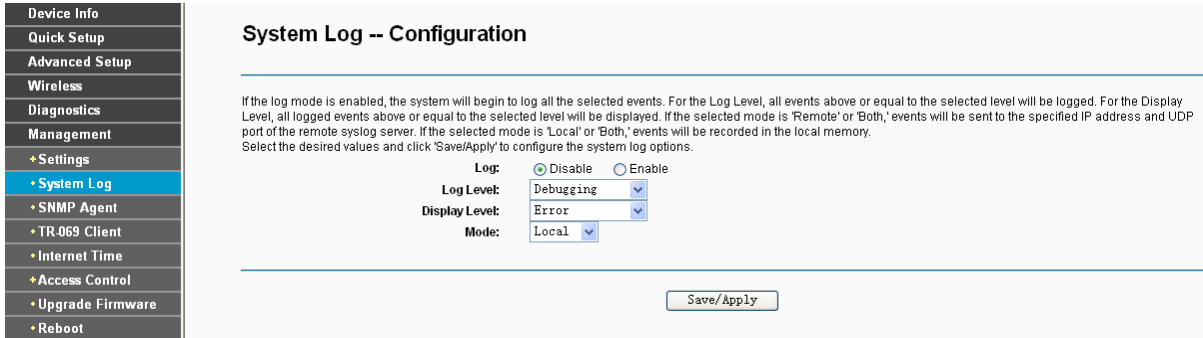 Device Info
Quick Setup
Advanced Setup
Wireless
Diagnostics
Management
+Settings
•System Log
•SNMP Agent
•TR-069 Client
•Internet Time
+Access Control
•Upgrade Firmware
•Reboot
System Log -- Configuration
If the log mode is enabled, the system will begin to log all the selected events. For the Log Level, all events above or equal to the selected level will be logged. For the Display
Level, all logged events above or equal to the selected level will be displayed. If the selected mode is 'Remote' or 'Both,' events will be sent to the specified IP address and UDP
port of the remote syslog server. If the selected mode is 'Local' or 'Both,' events will be recorded in the local memory.
Select the desired values and click 'Save/Apply' to configure the system log options.
Log: Disable Enable
Log Level: Debugging
Display Level: Error
Mode: Local
Save/Apply